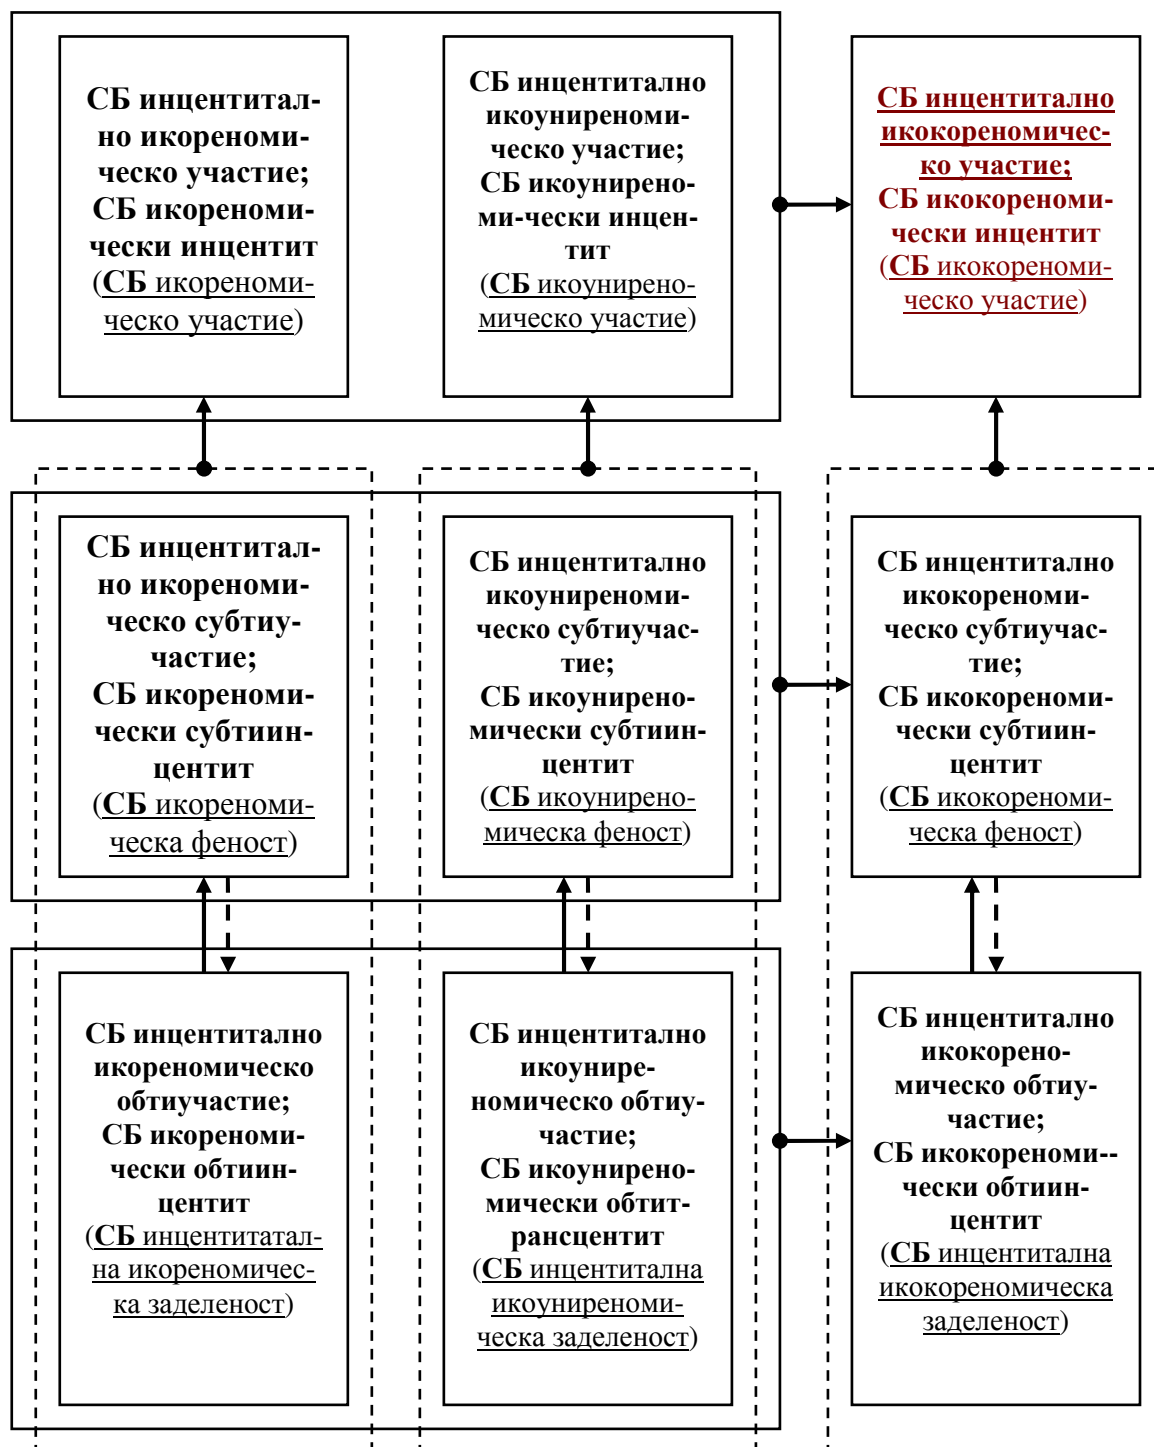 СБ инцентитал-
но икореноми-
ческо участие;
СБ икореноми-
чески инцентит
(СБ икореноми-
ческо участие)
СБ инцентитално
икоуниреноми-
ческо участие;
СБ икоунирено-
ми-чески инцен-
тит
(СБ икоунирено-
мическо участие)
СБ инцентитално
икокореномичес-
ко участие;
СБ икокореноми-
чески инцентит
(СБ икокореноми-
ческо участие)
СБ инцентитал-
но икореноми-
ческо субтиу-
частие;
СБ икореноми-
чески субтиин-
центит
(СБ икореноми-
ческа феност)
СБ инцентитално
икоуниреноми-
ческо субтиучас-
тие;
СБ икоунирено-
мически субтиин-
центит
(СБ икоунирено-
мическа феност)
СБ инцентитално
икокореноми-
ческо субтиучас-
тие;
СБ икокореноми-
чески субтиин-
центит
(СБ икокореноми-
ческа феност)
СБ инцентитално
икореномическо
обтиучастие;
СБ икореноми-
чески обтиин-
центит
(СБ инцентитатал-
на икореномичес-
ка заделеност)
СБ инцентитално
икоунире-
номическо обтиу-
частие;
СБ икоунирено-
мически обтит-
рансцентит
(СБ инцентитална
икоуниреноми-
ческа заделеност)
СБ инцентитално
икокорено-
мическо обтиу-
частие;
СБ икокореноми--
чески обтиин-
центит
(СБ инцентитална
икокореномическа
заделеност)